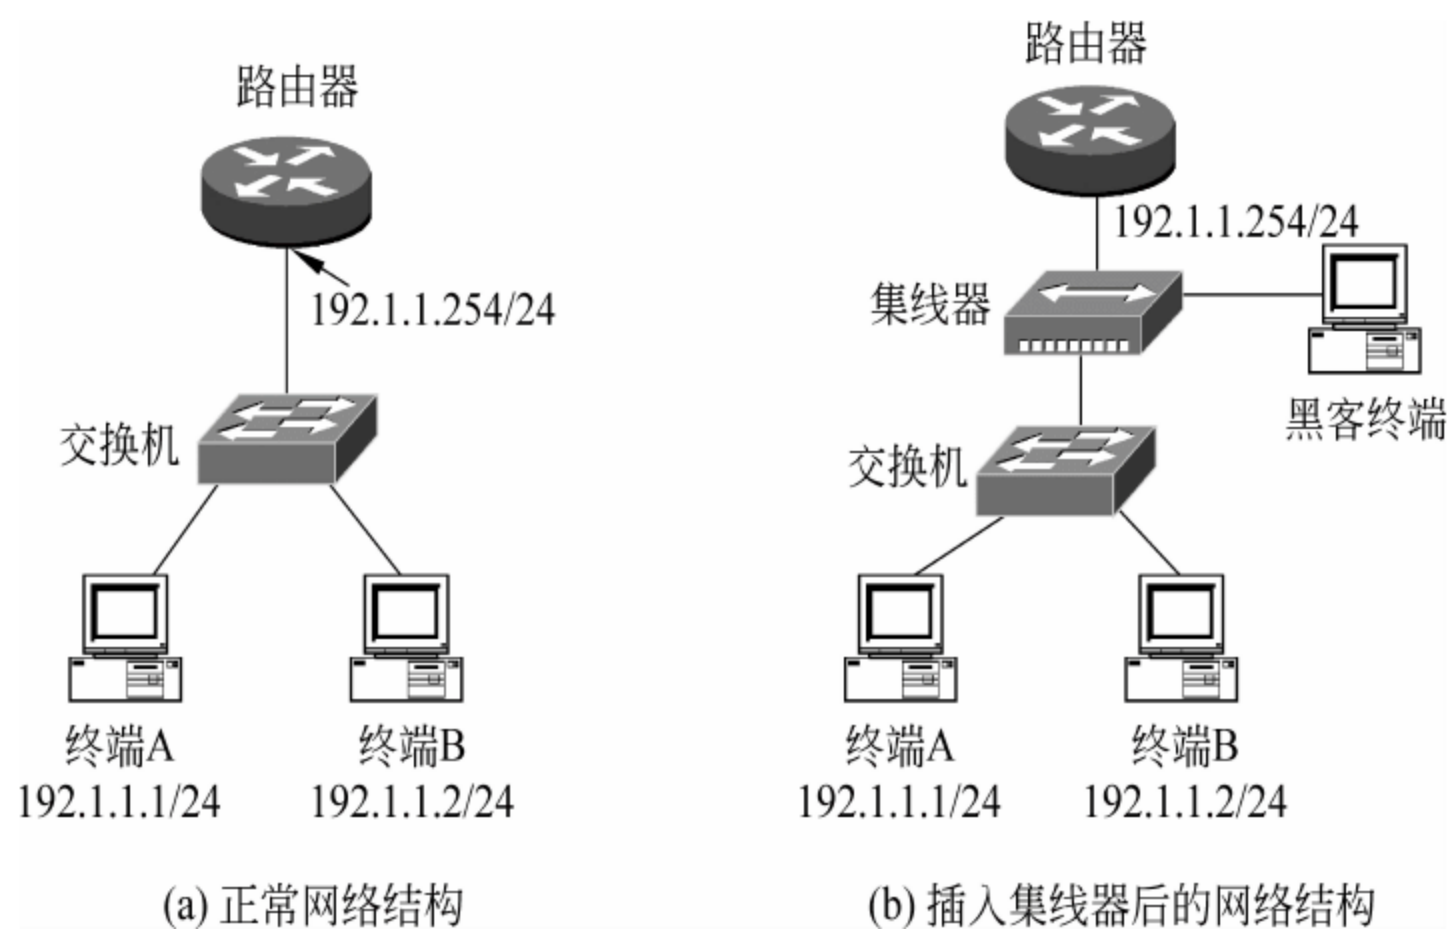 路由器
192.1.1.254/24
交换机
终端A
192.1.1.1/24
终端B
192.1.1.2/24
(a) 正常网络结构
路由器
192.1.1.254/24
集线器
黑客终端
交换机
终端A
192.1.1.1/24
终端B
192.1.1.2/24
(b) 插入集线器后的网络结构